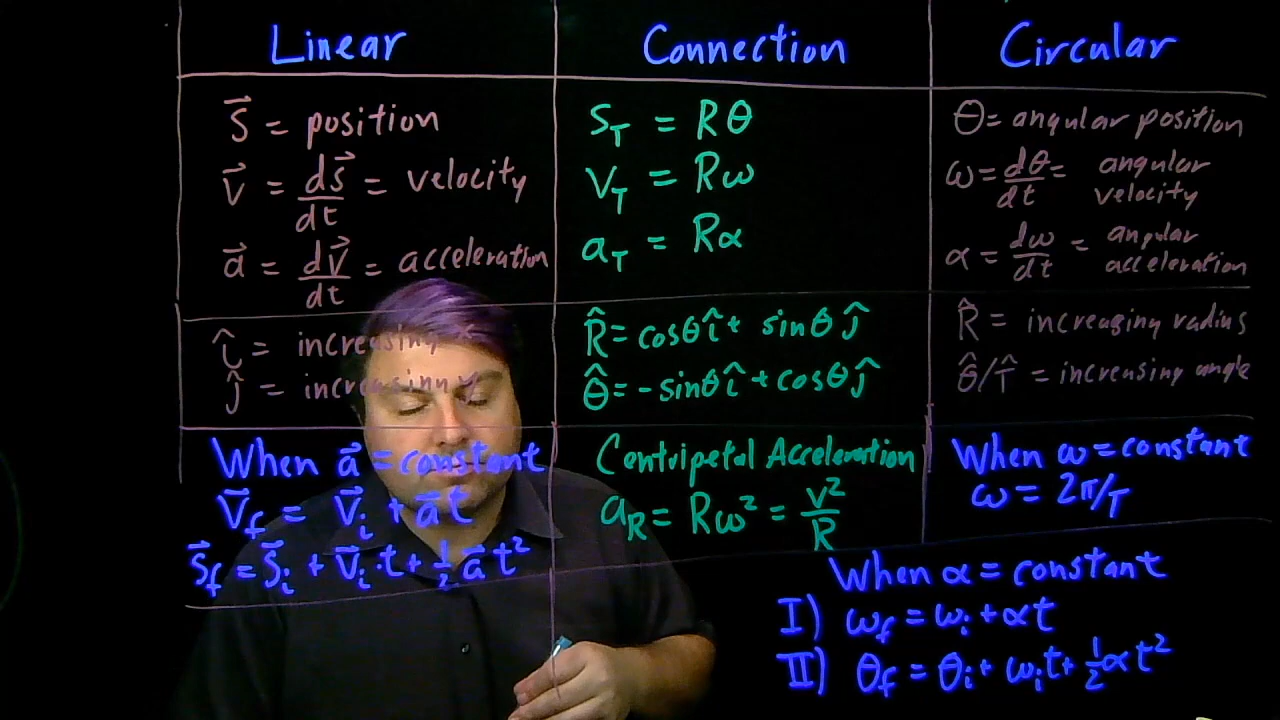 Linear
s⃗ = position
v⃗ = ds⃗/dt = velocity
a⃗ = dv⃗/dt = acceleration
î = increasing x
ĵ = increasing y
When a⃗ = constant
v⃗_f = v⃗_i + a⃗t
s⃗_f = s⃗_i + v⃗_i·t + ½a⃗t²
Connection
S_T = Rθ
V_T = Rω
a_T = Rα
R̂ = cosθ î + sinθ ĵ
θ̂ = -sinθ î + cosθ ĵ
Centripetal Acceleration
a_R = Rω² = v²/R
Circular
θ = angular position
ω = dθ/dt = angular
velocity
α = dω/dt = angular
acceleration
R̂ = increasing radius
θ̂/T̂ = increasing angle
When ω = constant
ω = 2π/T
When α = constant
I) ω_f = ω_i + αt
II) θ_f = θ_i + ω_i t + ½αt²